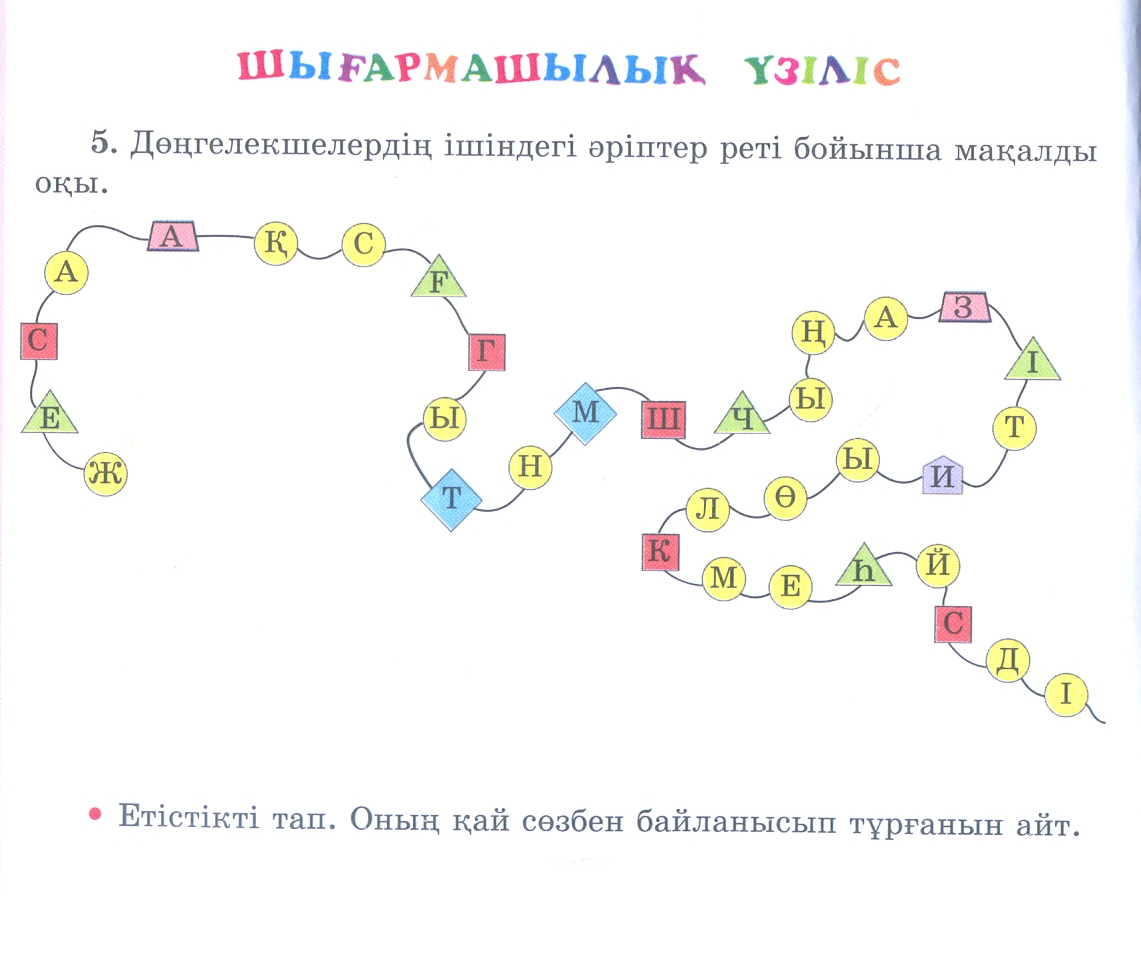 ШЫҒАРМАШЫЛЫҚ ҮЗІЛІС
5. Дөңгелекшелердің ішіндегі әріптер реті бойынша мақалды
оқы.
Ж
Е
С
А
А
Қ
С
Ғ
Г
Ы
Т
Н
М
Ш
Ч
Ы
Ң
А
З
І
Т
И
Ы
Ө
Л
К
М
Е
Һ
Й
С
Д
І
• Етістікті тап. Оның қай сөзбен байланысып тұрғанын айт.